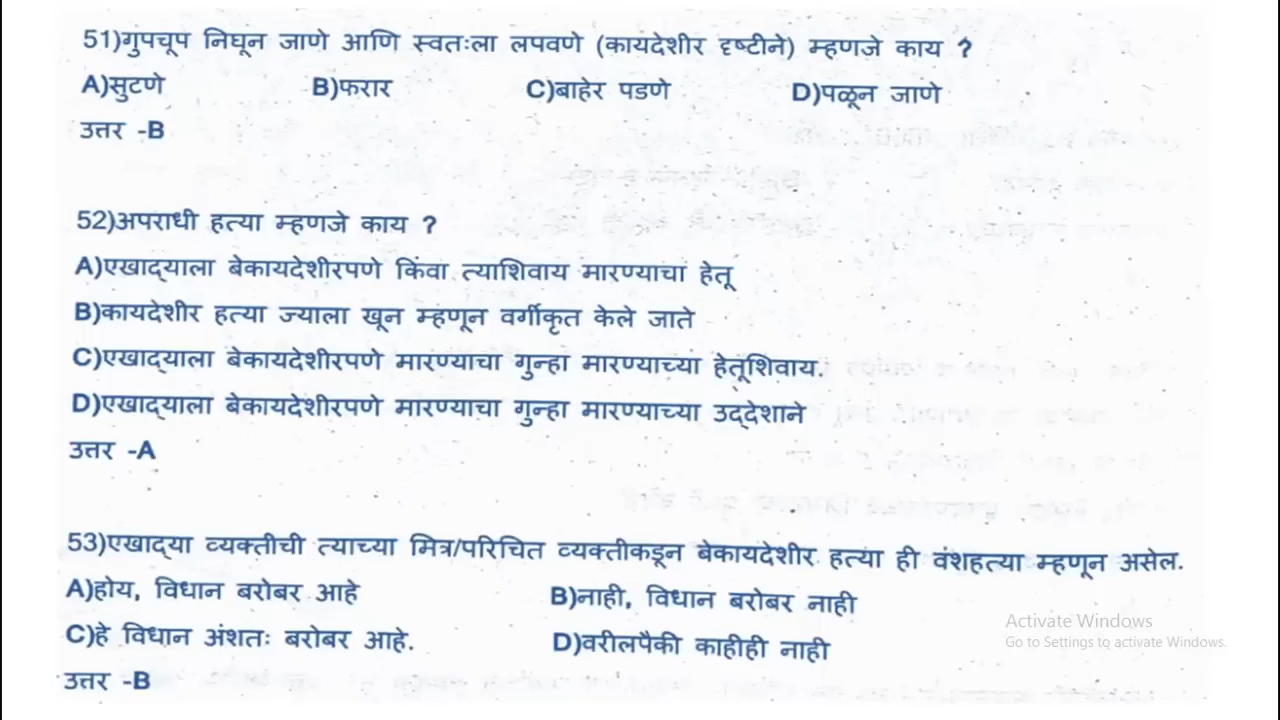 51)गुपचूप निघून जाणे आणि स्वतःला लपवणे (कायदेशीर दृष्टीने) म्हणजे काय ?
A)सुटणे B)फरार C)बाहेर पडणे D)पळून जाणे
उत्तर -B
52)अपराधी हत्या म्हणजे काय ?
A)एखाद्याला बेकायदेशीरपणे किंवा त्याशिवाय मारण्याचा हेतू
B)कायदेशीर हत्या ज्याला खून म्हणून वर्गीकृत केले जाते
C)एखाद्याला बेकायदेशीरपणे मारण्याचा गुन्हा मारण्याच्या हेतूशिवाय.
D)एखाद्याला बेकायदेशीरपणे मारण्याचा गुन्हा मारण्याच्या उद्देशाने
उत्तर -A
53)एखाद्या व्यक्तीची त्याच्या मित्र/परिचित व्यक्तीकडून बेकायदेशीर हत्या ही वंशहत्या म्हणून असेल.
A)होय, विधान बरोबर आहे B)नाही, विधान बरोबर नाही
C)हे विधान अंशतः बरोबर आहे. D)वरीलपैकी काहीही नाही
उत्तर -B
Activate Windows
Go to Settings to activate Windows.